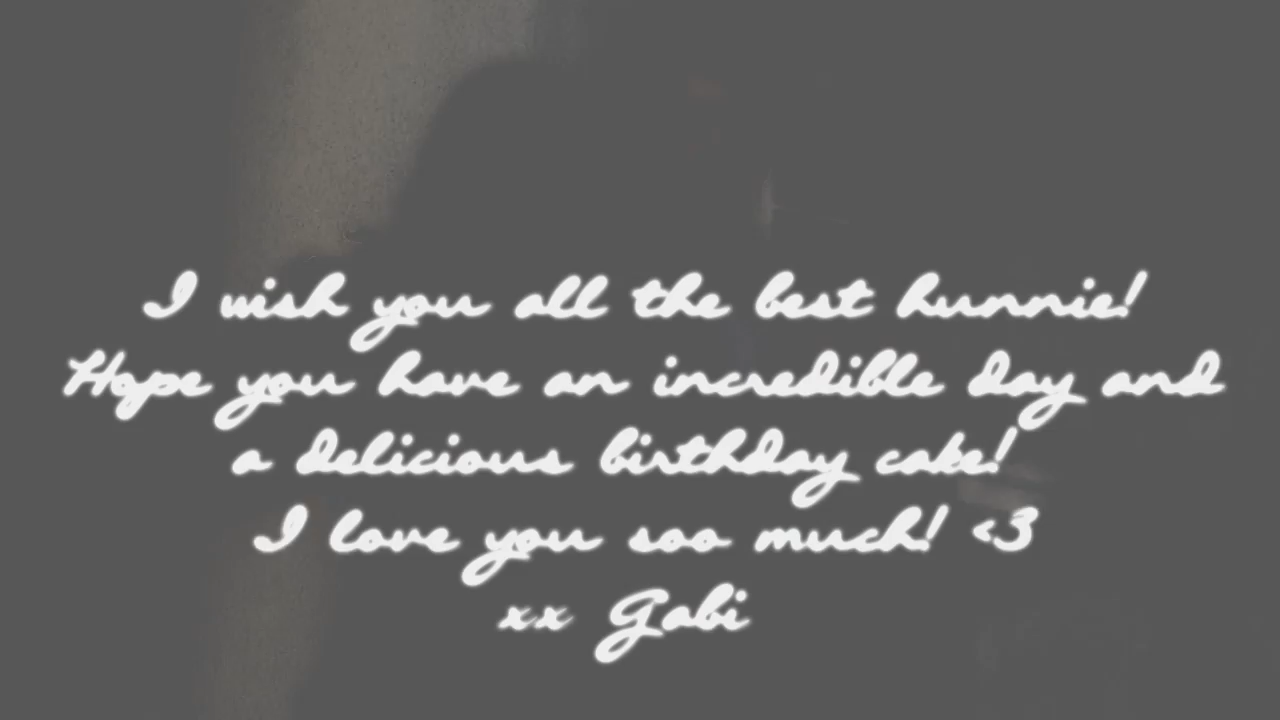 I wish you all the best hunnie!
Hope you have an incredible day and
a delicious birthday cake!
I love you soo much! <3
xx Gabi